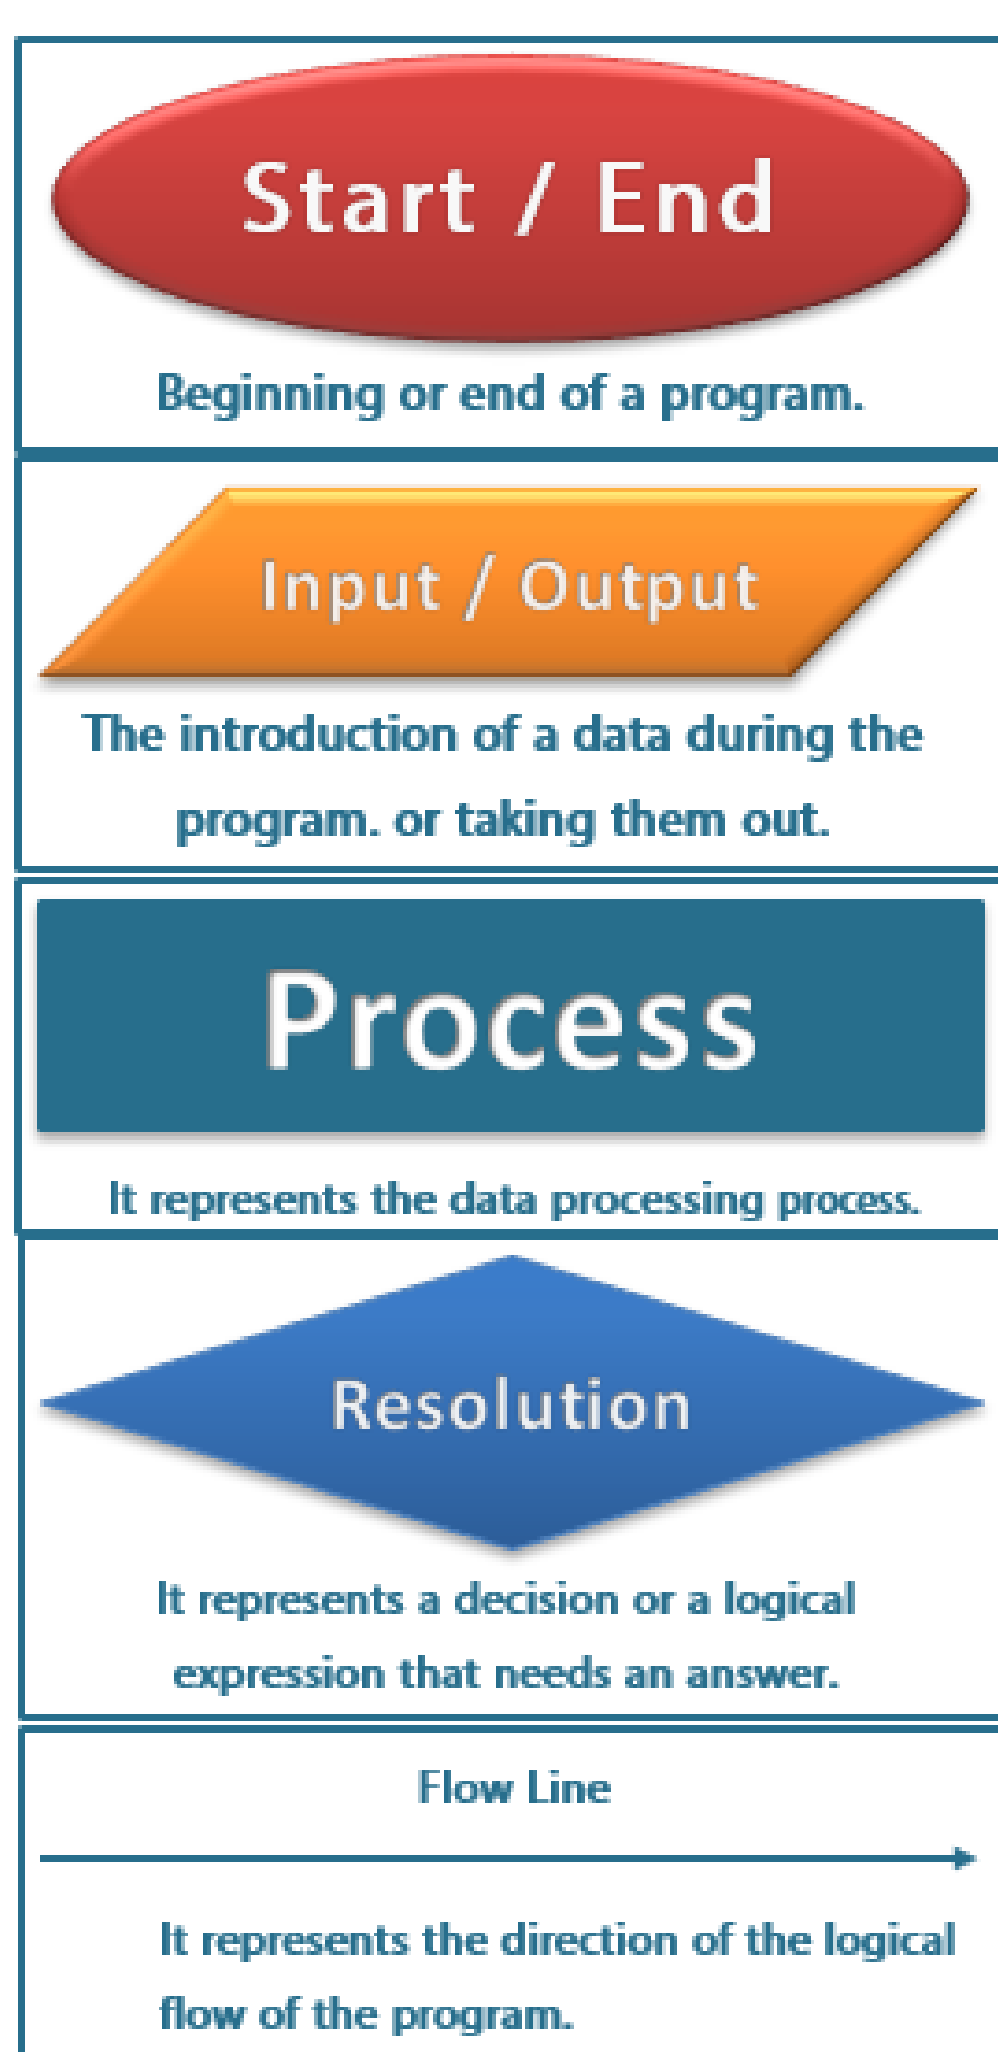 Start / End
Beginning or end of a program.
Input / Output
The introduction of a data during the
program. or taking them out.
Process
It represents the data processing process.
Resolution
It represents a decision or a logical
expression that needs an answer.
Flow Line
It represents the direction of the logical
flow of the program.